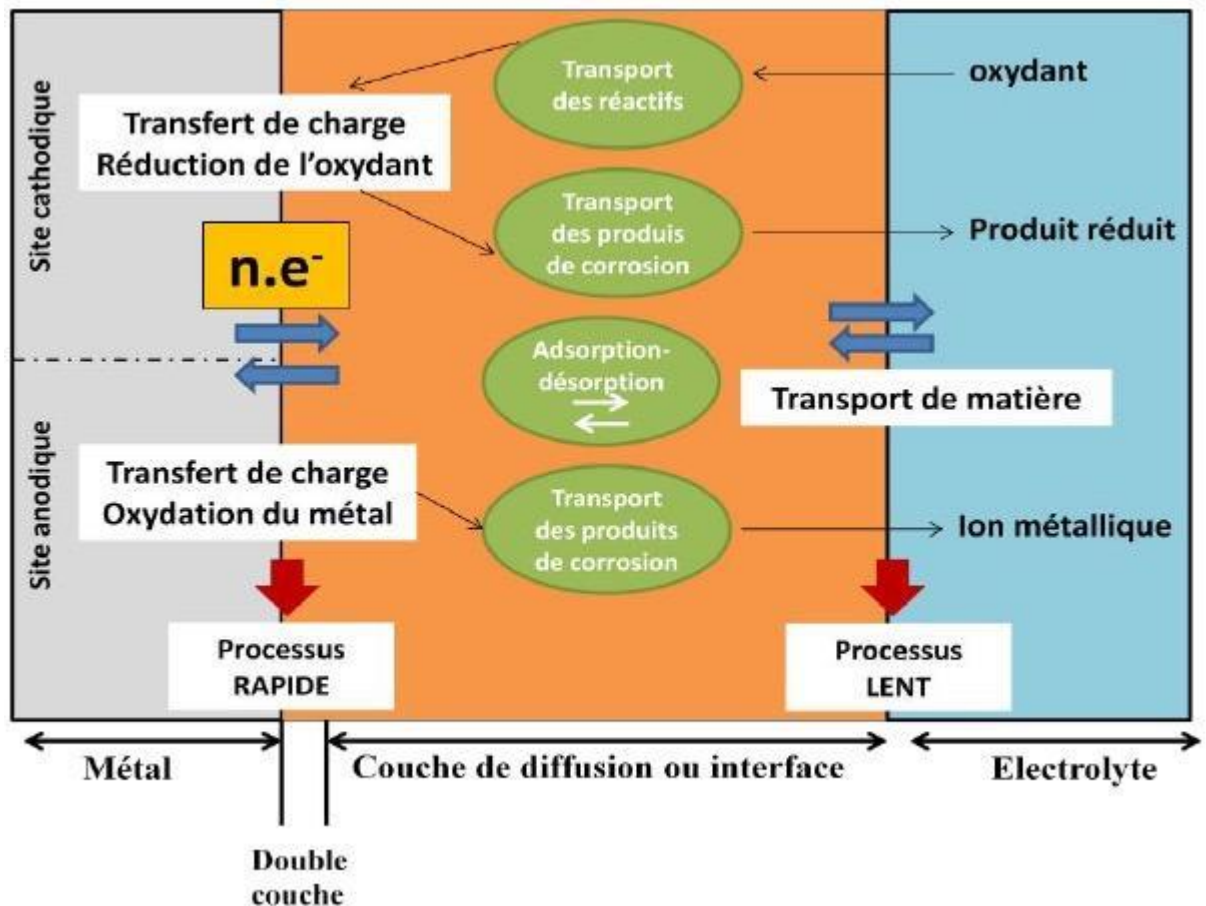 Site cathodique
Transport
des réactifs
oxydant
Transfert de charge
Réduction de l'oxydant
Transport
des produis
de corrosion
Produit réduit
n.e-
Adsorption-
désorption
Transport de matière
Site anodique
Transfert de charge
Oxydation du métal
Transport
des produits
de corrosion
Ion métallique
Processus
RAPIDE
Processus
LENT
Métal
Couche de diffusion ou interface
Electrolyte
Double
couche